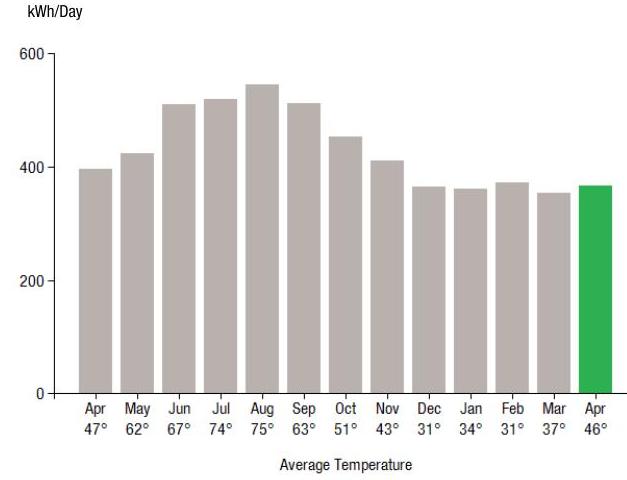 kWh/Day
600
400
200
0
Apr May Jun Jul Aug Sep Oct Nov Dec Jan Feb Mar Apr
47° 62° 67° 74° 75° 63° 51° 43° 31° 34° 31° 37° 46°
Average Temperature